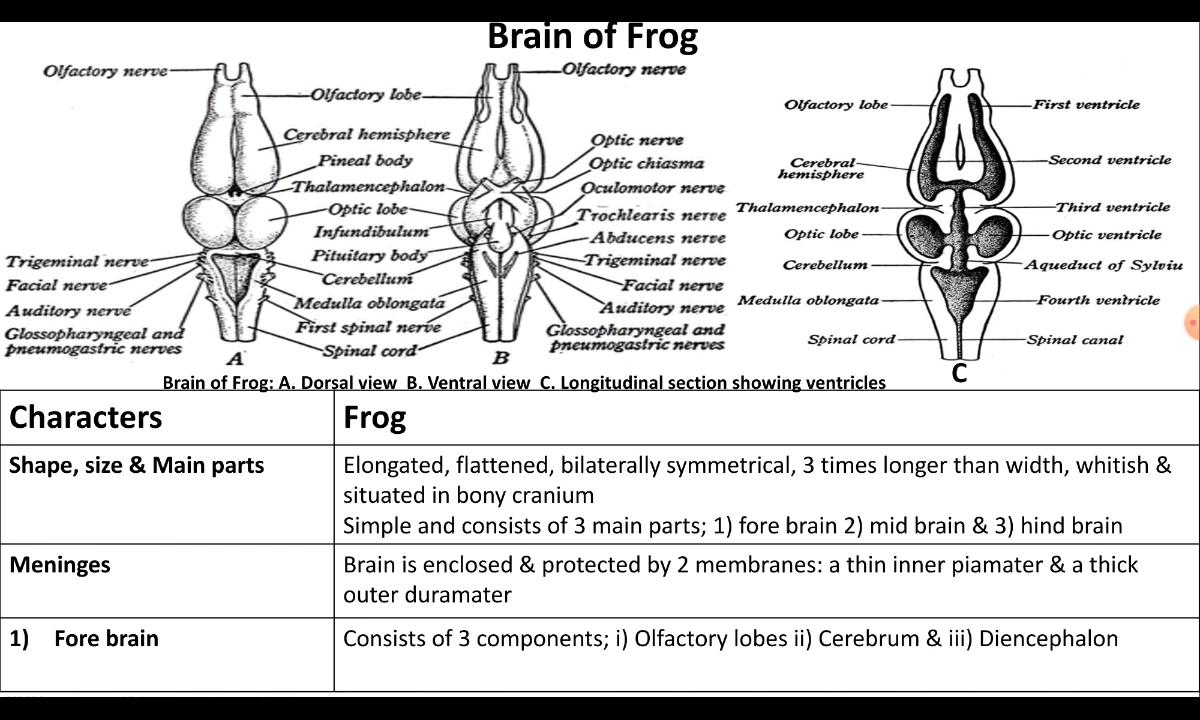 Brain of Frog
Olfactory nerve
Olfactory lobe
Cerebral hemisphere
Pineal body
Thalamencephalon
Optic lobe
Infundibulum
Pituitary body
Cerebellum
Medulla oblongata
First spinal nerve
Spinal cord
Trigeminal nerve
Facial nerve
Auditory nerve
Glossopharyngeal and
pneumogastric nerves
A
Olfactory nerve
Optic nerve
Optic chiasma
Oculomotor nerve
Trochlearis nerve
Abducens nerve
Trigeminal nerve
Facial nerve
Auditory nerve
Glossopharyngeal and
pneumogastric nerves
B
Olfactory lobe
Cerebral
hemisphere
Thalamencephalon
Optic lobe
Cerebellum
Medulla oblongata
Spinal cord
First ventricle
Second ventricle
Third ventricle
Optic ventricle
Aqueduct of Sylviu
Fourth ventricle
Spinal canal
C
Brain of Frog: A. Dorsal view B. Ventral view C. Longitudinal section showing ventricles
Characters
Frog
Shape, size & Main parts
Elongated, flattened, bilaterally symmetrical, 3 times longer than width, whitish &
situated in bony cranium
Simple and consists of 3 main parts; 1) fore brain 2) mid brain & 3) hind brain
Meninges
Brain is enclosed & protected by 2 membranes: a thin inner piamater & a thick
outer duramater
1) Fore brain
Consists of 3 components; i) Olfactory lobes ii) Cerebrum & iii) Diencephalon